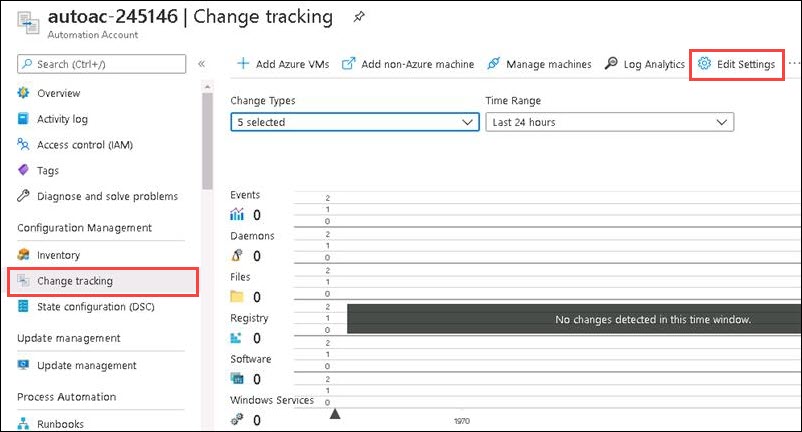 autoac-245146 | Change tracking
Automation Account
Search (Ctrl+/)
«
Overview
Activity log
Access control (IAM)
Tags
Diagnose and solve problems
Configuration Management
Inventory
Change tracking
State configuration (DSC)
Update management
Update management
Process Automation
Runbooks
+ Add Azure VMs
Add non-Azure machine
Manage machines
Log Analytics
Edit Settings
...
Change Types
5 selected
Time Range
Last 24 hours
Events
0
2
1
0
Daemons
0
2
1
0
Files
0
2
1
0
Registry
0
2
1
0
No changes detected in this time window.
Software
0
2
1
0
Windows Services
0
2
1
0
1970